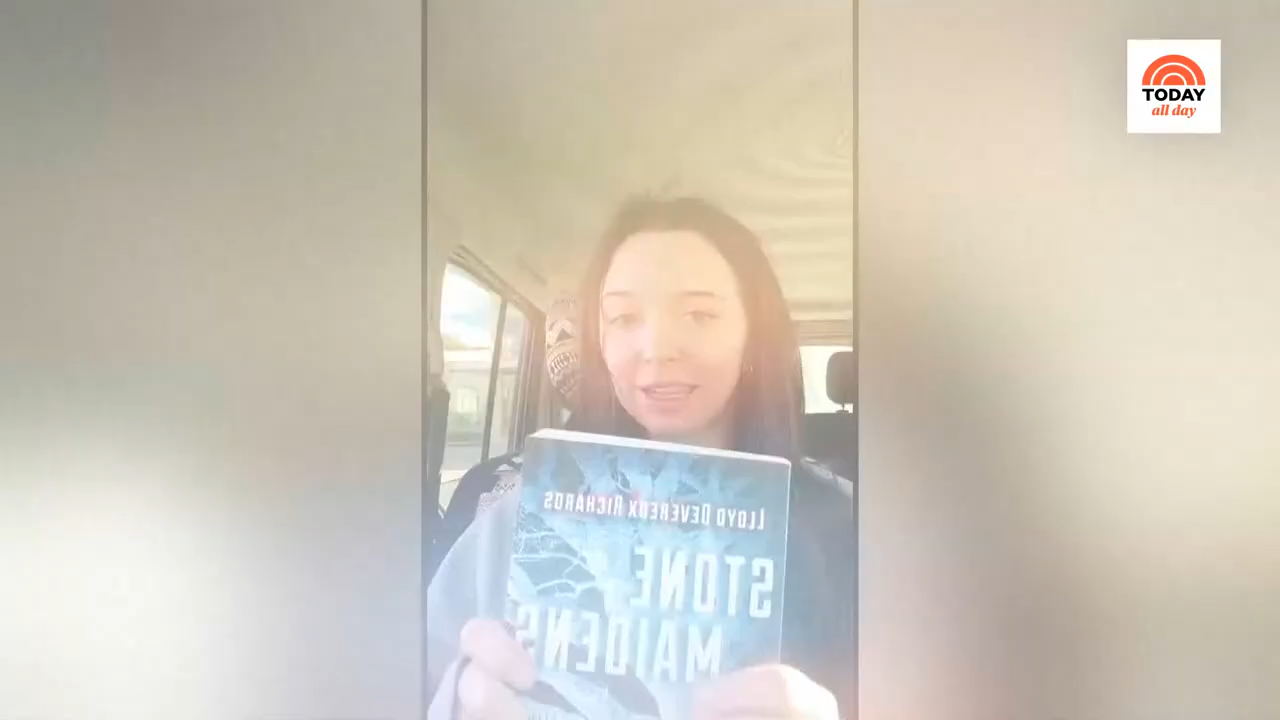 TODAY
all day
LLOYD DEVEREUX RICHARDS
STONE
MAIDENS